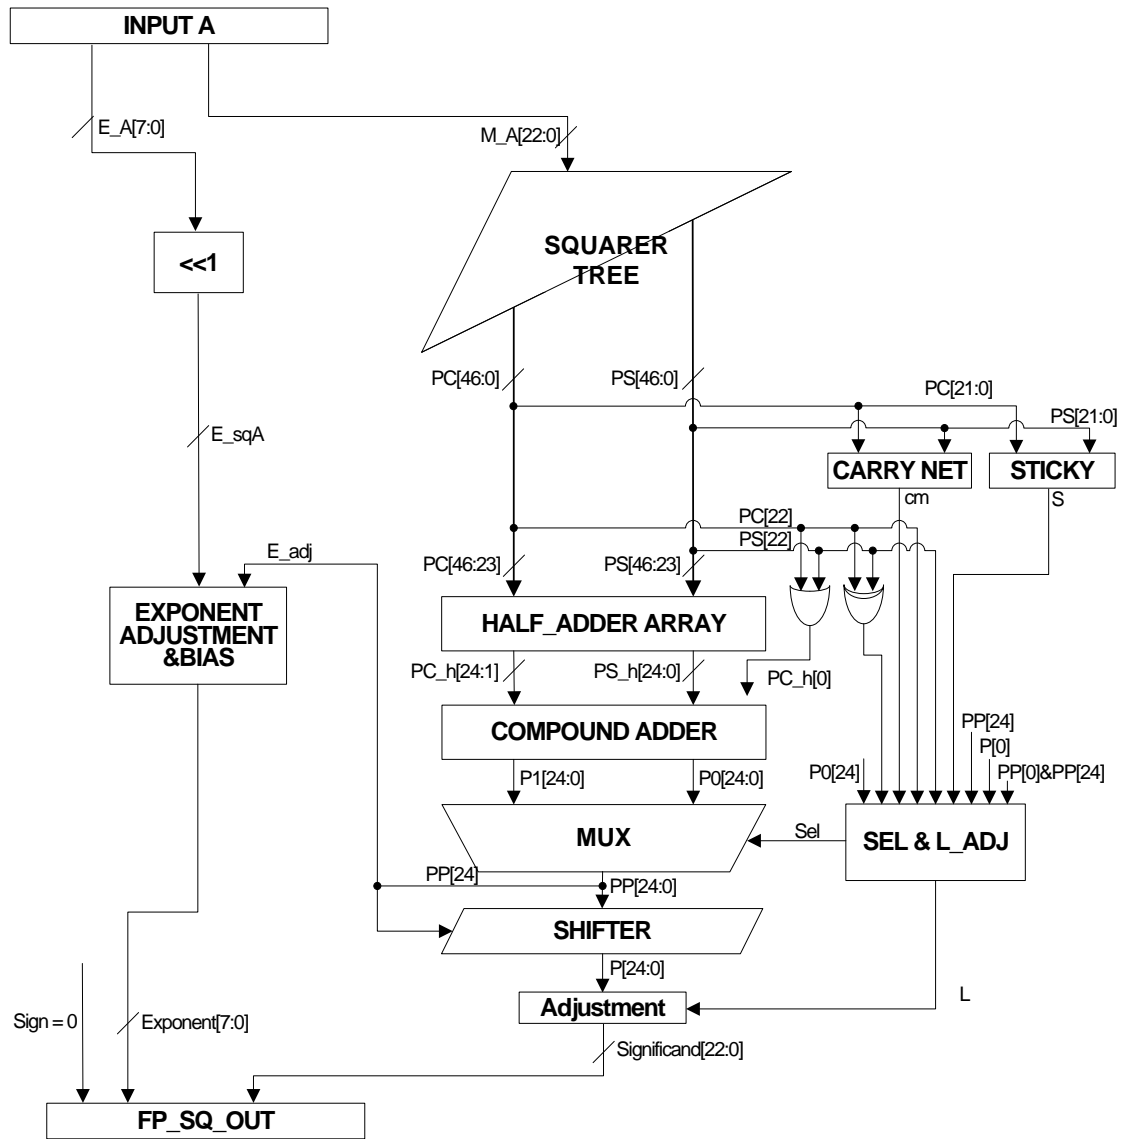 INPUT A
E_A[7:0]
M_A[22:0]
SQUARER
TREE
<<1
PC[46:0]
PS[46:0]
PC[21:0]
PS[21:0]
E_sqA
CARRY NET
STICKY
cm
S
PC[22]
PS[22]
E_adj
PC[46:23]
PS[46:23]
EXPONENT
ADJUSTMENT
&BIAS
HALF_ADDER ARRAY
PC_h[24:1]
PS_h[24:0]
PC_h[0]
COMPOUND ADDER
PP[24]
P[0]
P0[24]
PP[0]&PP[24]
P1[24:0]
P0[24:0]
MUX
Sel
SEL & L_ADJ
PP[24]
PP[24:0]
SHIFTER
P[24:0]
L
Adjustment
Sign = 0
Exponent[7:0]
Significand[22:0]
FP_SQ_OUT